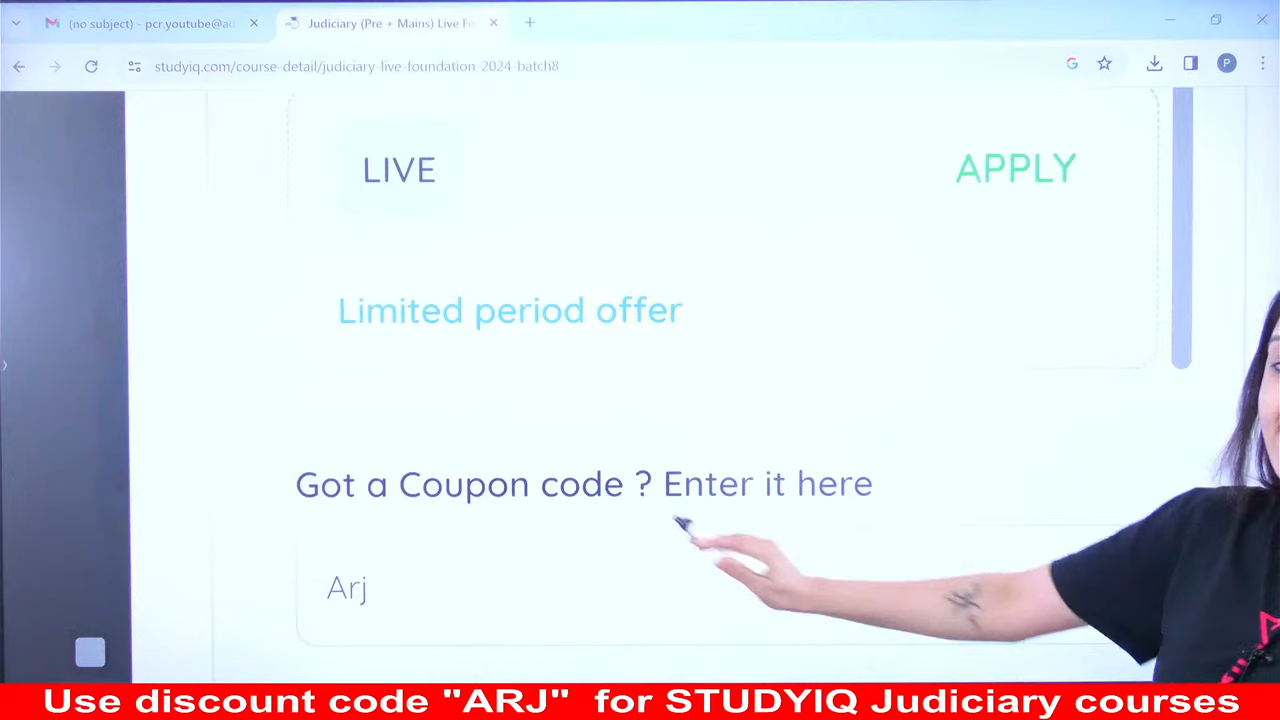 (no subject) - pcr.youtube@ad
Judiciary (Pre + Mains) Live Fo
studyiq.com/course-detail/judiciary-live-foundation-2024-batch8
P
LIVE
APPLY
Limited period offer
Got a Coupon code ? Enter it here
Arj
Use discount code "ARJ" for STUDYIQ Judiciary courses